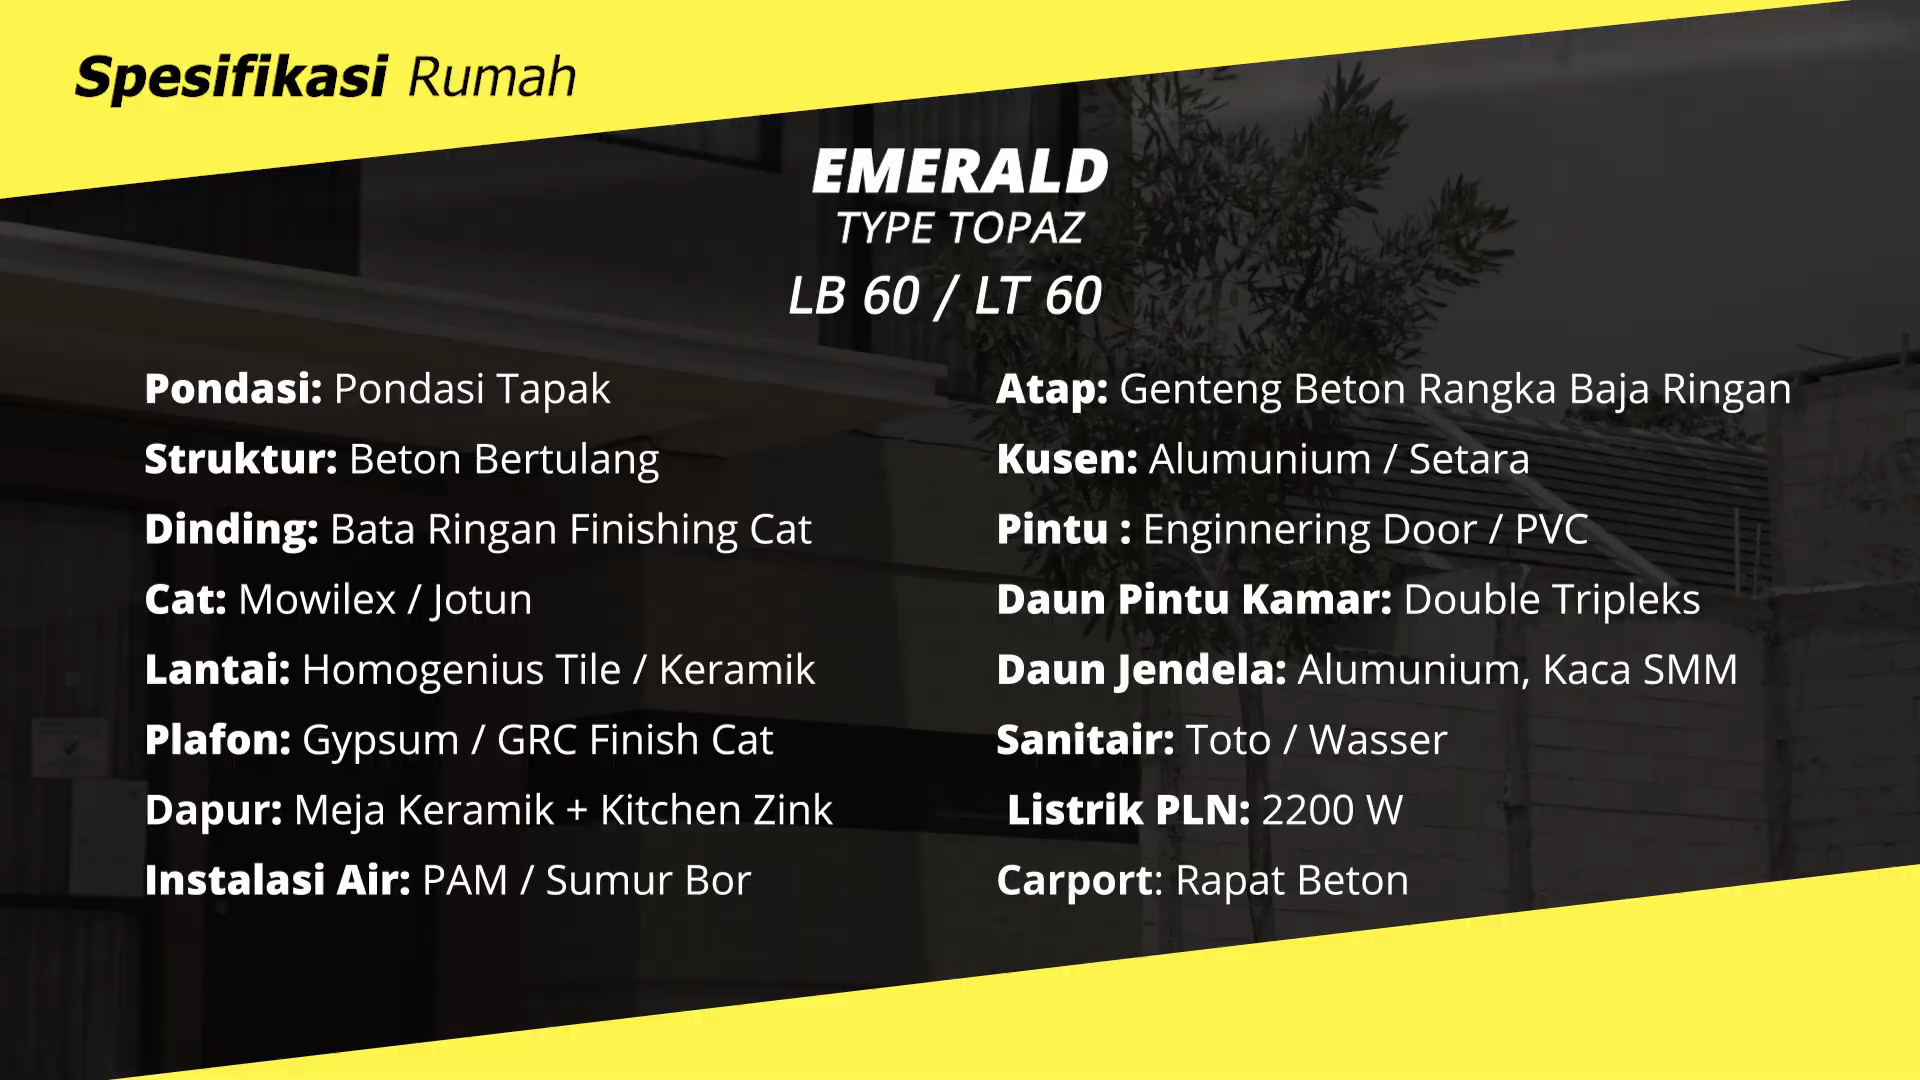 Spesifikasi Rumah
EMERALD
TYPE TOPAZ
LB 60 / LT 60
Pondasi: Pondasi Tapak
Struktur: Beton Bertulang
Dinding: Bata Ringan Finishing Cat
Cat: Mowilex / Jotun
Lantai: Homogenius Tile / Keramik
Plafon: Gypsum / GRC Finish Cat
Dapur: Meja Keramik + Kitchen Zink
Instalasi Air: PAM / Sumur Bor
Atap: Genteng Beton Rangka Baja Ringan
Kusen: Alumunium / Setara
Pintu : Enginnering Door / PVC
Daun Pintu Kamar: Double Tripleks
Daun Jendela: Alumunium, Kaca SMM
Sanitair: Toto / Wasser
Listrik PLN: 2200 W
Carport: Rapat Beton